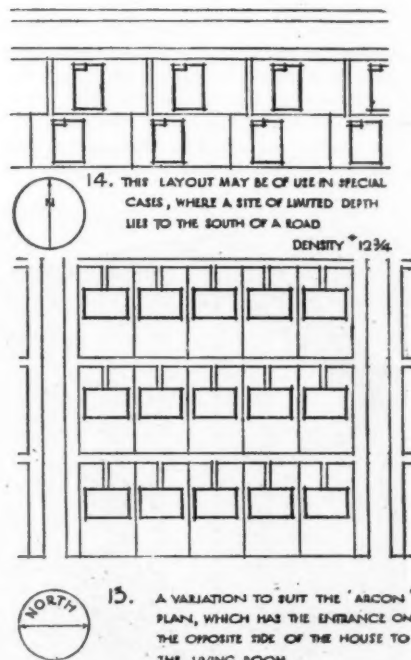 N
14. THIS LAYOUT MAY BE OF USE IN SPECIAL
CASES, WHERE A SITE OF LIMITED DEPTH
LIES TO THE SOUTH OF A ROAD
DENSITY * 12¾
NORTH
15. A VARIATION TO SUIT THE 'ARCON'
PLAN, WHICH HAS THE ENTRANCE ON
THE OPPOSITE SIDE OF THE HOUSE TO
THE LIVING ROOM